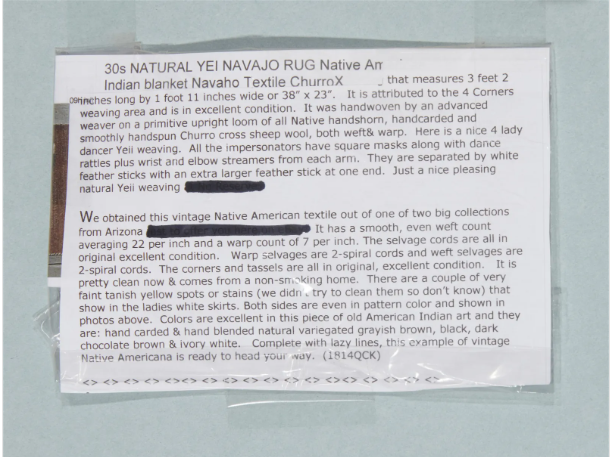 30s NATURAL YEI NAVAJO RUG Native Am
Indian blanket Navaho Textile ChurroX that measures 3 feet 2
inches long by 1 foot 11 inches wide or 38" x 23". It is attributed to the 4 Corners
weaving area and is in excellent condition. It was handwoven by an advanced
weaver on a primitive upright loom of all Native handshorn, handcarded and
smoothly handspun Churro cross sheep wool, both weft& warp. Here is a nice 4 lady
dancer Yeii weaving. All the impersonators have square masks along with dance
rattles plus wrist and elbow streamers from each arm. They are separated by white
feather sticks with an extra larger feather stick at one end. Just a nice pleasing
natural Yeii weaving
We obtained this vintage Native American textile out of one of two big collections
from Arizona It has a smooth, even weft count
averaging 22 per inch and a warp count of 7 per inch. The selvage cords are all in
original excellent condition. Warp selvages are 2-spiral cords and weft selvages are
2-spiral cords. The corners and tassels are all in original, excellent condition. It is
pretty clean now & comes from a non-smoking home. There are a couple of very
faint tanish yellow spots or stains (we didn't try to clean them so don't know) that
show in the ladies white skirts. Both sides are even in pattern color and shown in
photos above. Colors are excellent in this piece of old American Indian art and they
are: hand carded & hand blended natural variegated grayish brown, black, dark
chocolate brown & ivory white. Complete with lazy lines, this example of vintage
Native Americana is ready to head your way. (1814QCK)
<> <> <> <> <> <> <> <> <> <> <> <> <><> <> <> <> <> <>